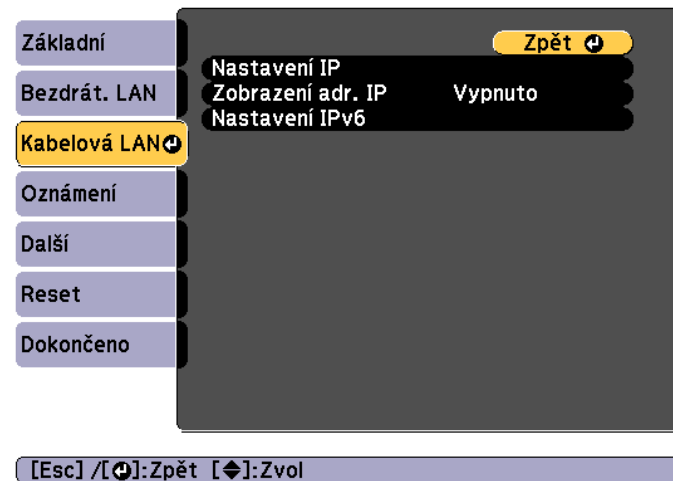 Základní
Bezdrát. LAN
Kabelová LAN
Oznámení
Další
Reset
Dokončeno
Zpět
Nastavení IP
Zobrazení adr. IP Vypnuto
Nastavení IPv6
[Esc] /[⏎]:Zpět [◆]:Zvol